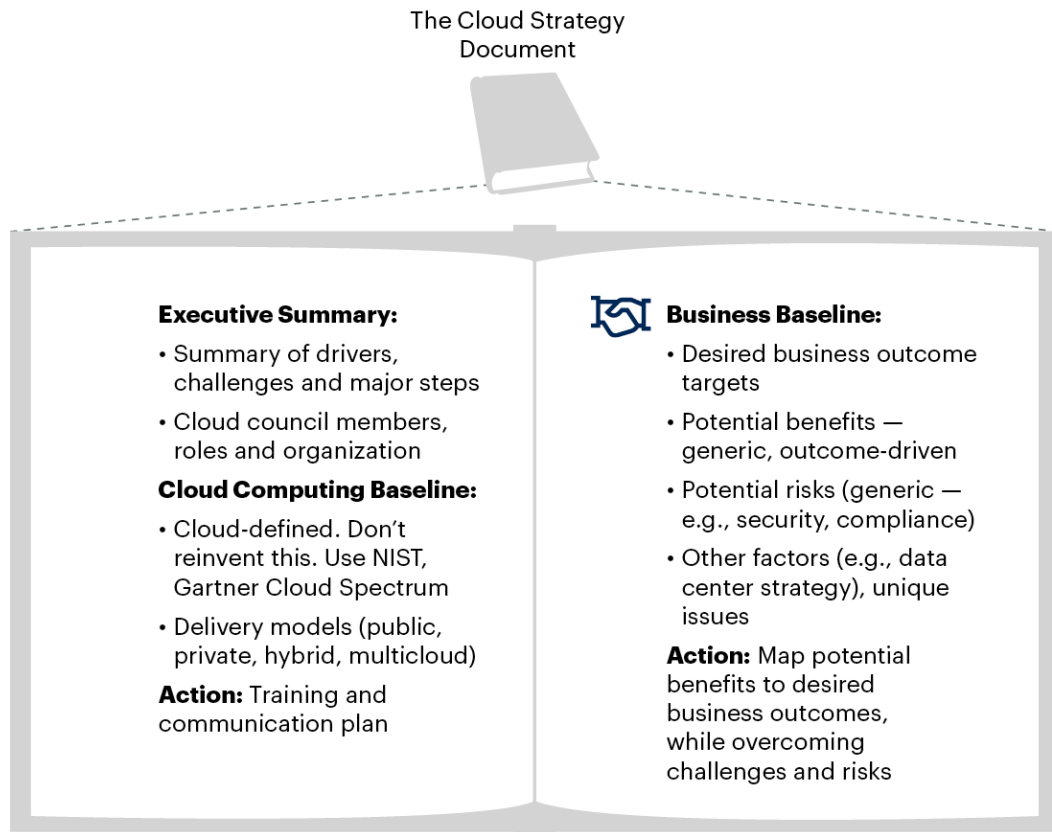 The Cloud Strategy
Document
Executive Summary:
• Summary of drivers,
challenges and major steps
• Cloud council members,
roles and organization
Cloud Computing Baseline:
• Cloud-defined. Don’t
reinvent this. Use NIST,
Gartner Cloud Spectrum
• Delivery models (public,
private, hybrid, multicloud)
Action: Training and
communication plan
Business Baseline:
• Desired business outcome
targets
• Potential benefits —
generic, outcome-driven
• Potential risks (generic —
e.g., security, compliance)
• Other factors (e.g., data
center strategy), unique
issues
Action: Map potential
benefits to desired
business outcomes,
while overcoming
challenges and risks